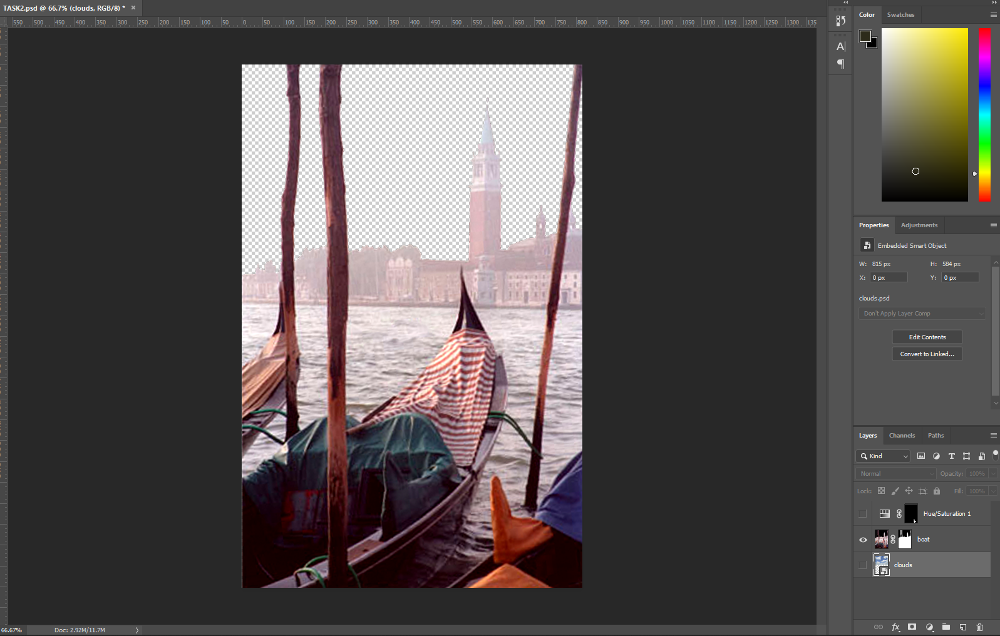 TASK2.psd @ 66.7% (clouds, RGB/8) * ×
550 500 450 400 350 300 250 200 150 100 50 0 50 100 150 200 250 300 350 400 450 500 550 600 650 700 750 800 850 900 950 1000 1050 1100 1150 1200 1250 1300 135
Color Swatches
A|
Properties Adjustments
Embedded Smart Object
W: 815 px H: 584 px
X: 0 px Y: 0 px
clouds.psd
Don't Apply Layer Comp
Edit Contents
Convert to Linked...
Layers Channels Paths
Kind
T
Normal Opacity: 100%
Lock: Fill: 100%
Hue/Saturation 1
boat
clouds
fx
66.67% Doc: 2.92M/11.7M